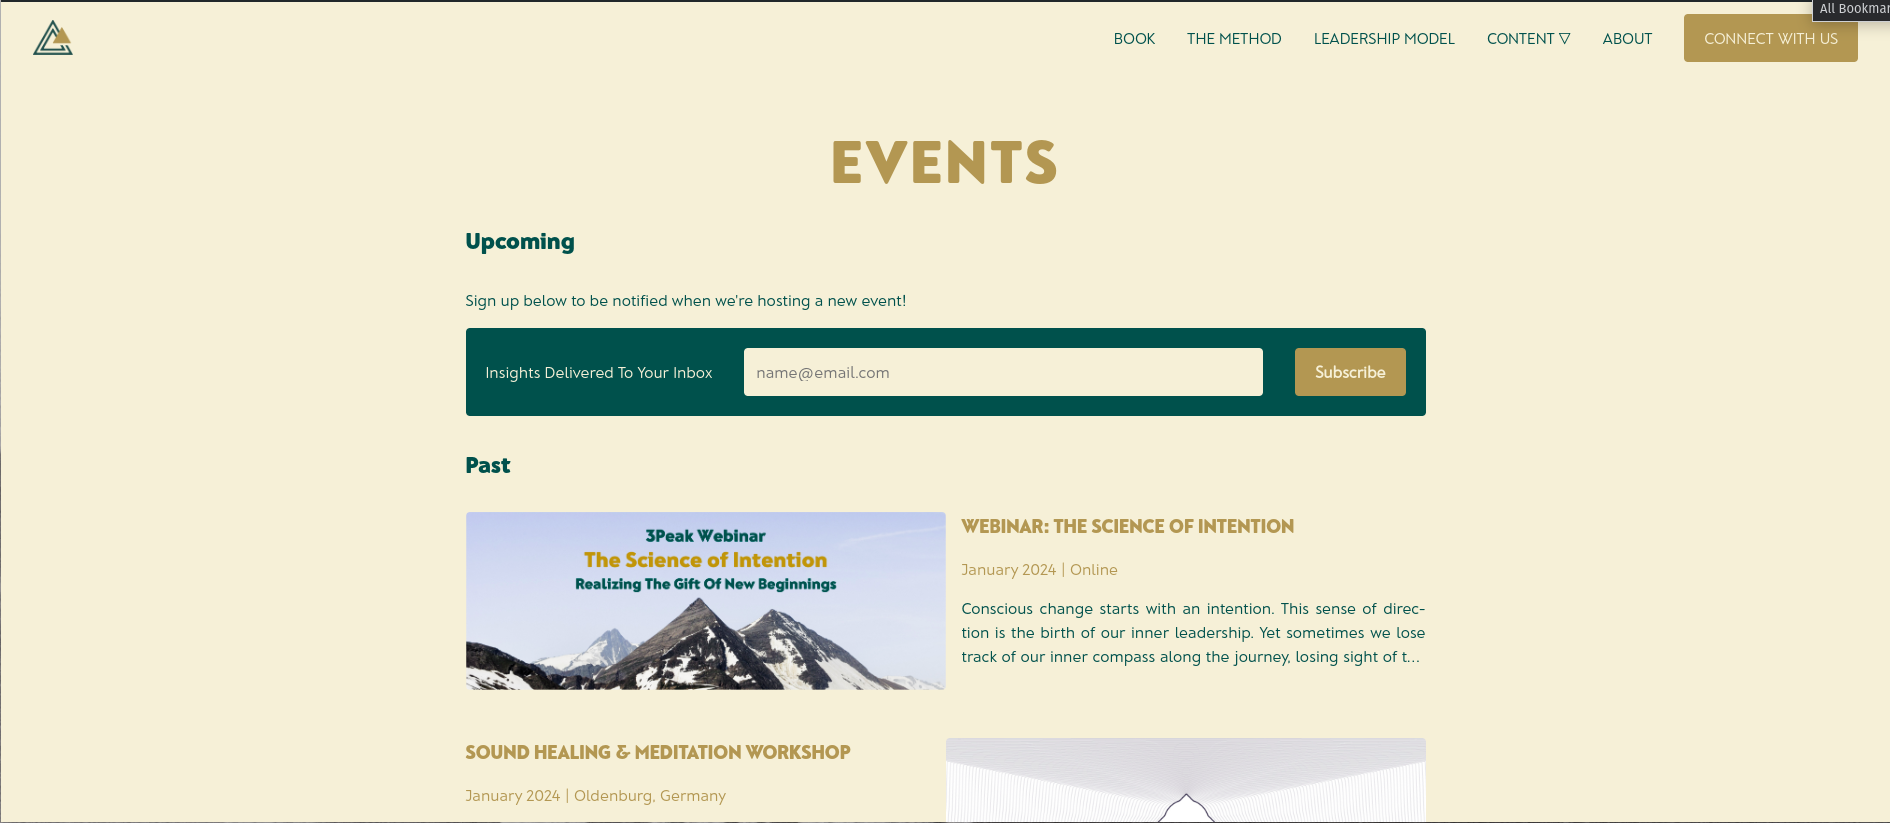 All Bookmar
BOOK THE METHOD LEADERSHIP MODEL CONTENT ▽ ABOUT CONNECT WITH US
EVENTS
Upcoming
Sign up below to be notified when we're hosting a new event!
Insights Delivered To Your Inbox name@email.com Subscribe
Past
3Peak Webinar
The Science of Intention
Realizing The Gift Of New Beginnings
WEBINAR: THE SCIENCE OF INTENTION
January 2024 | Online
Conscious change starts with an intention. This sense of direc-
tion is the birth of our inner leadership. Yet sometimes we lose
track of our inner compass along the journey, losing sight of t...
SOUND HEALING & MEDITATION WORKSHOP
January 2024 | Oldenburg, Germany